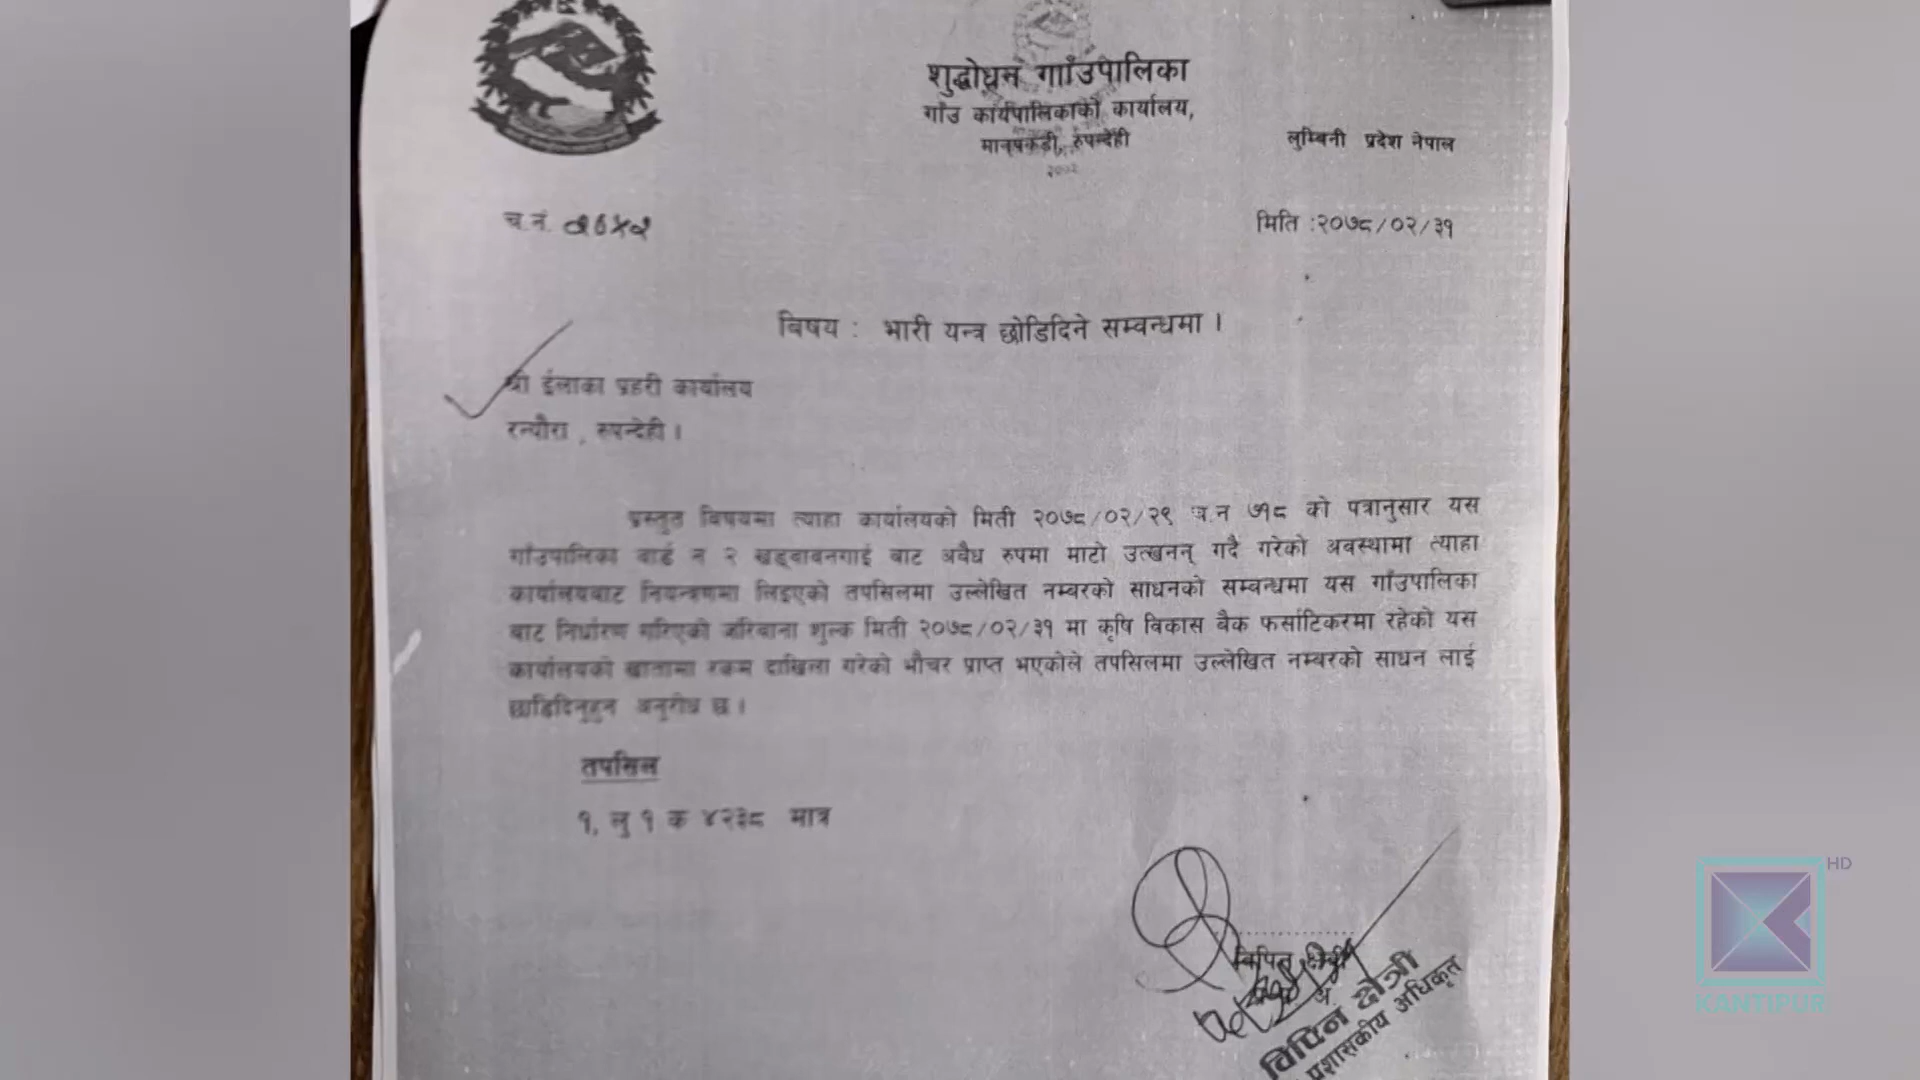 शुद्धोधन गााँउपालिका
गाँउ कार्यपालिकाको कार्यालय,
मानपकडी, रुपन्देही
लुम्बिनी प्रदेश नेपाल
२०७२
च.नं.
मिति :२०७८/०२/३१
बिषय : भारी यन्त्र छोडिदिने सम्वन्धमा ।
श्री ईलाका प्रहरी कार्यालय
रुपन्देही ।
प्रस्तुत बिषयमा त्याहा कार्यालयको मिती २०७८/०२/२९ च.न ७१८ को पत्रानुसार यस
गाँउपालिका वार्ड न २ खड्वाबनगाई बाट अवैध रुपमा माटो उत्खनन् गर्दै गरेको अवस्थामा त्याहा
कार्यालयबाट नियन्त्रणमा लिइएको तपसिलमा उल्लेखित नम्बरको साधनको सम्बन्धमा यस गाँउपालिका
बाट निर्धारण गरिएको जरिवाना शुल्क मिती २०७८/०२/३१ मा कृषि विकास बैक फर्साटिकरमा रहेको यस
कार्यालयको खातामा रकम दाखिला गरेको भौचर प्राप्त भएकोले तपसिलमा उल्लेखित नम्बरको साधन लाई
छाडिदिनुहुन अनुरोध छ ।
तपसिल
१, लु १ क ४२३८ मात्र
बिपिन
बिपिन क्षेत्री
प्रशासकीय अधिकृत
HD
KANTIPUR